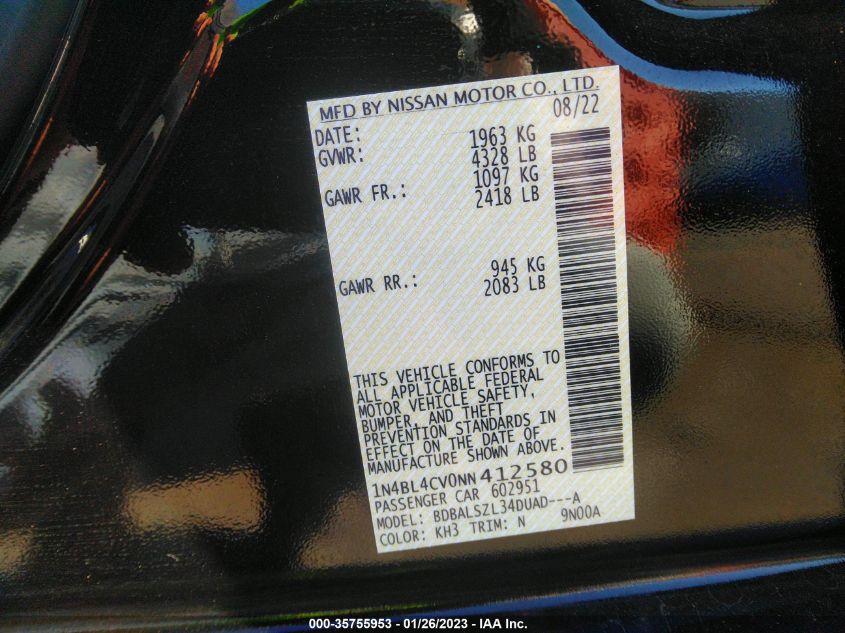 MFD BY NISSAN MOTOR CO., LTD.
DATE: 08/22
GVWR: 1963 KG
4328 LB
GAWR FR.: 1097 KG
2418 LB
GAWR RR.: 945 KG
2083 LB
THIS VEHICLE CONFORMS TO
ALL APPLICABLE FEDERAL
MOTOR VEHICLE SAFETY,
BUMPER, AND THEFT
PREVENTION STANDARDS IN
EFFECT ON THE DATE OF
MANUFACTURE SHOWN ABOVE.
1N4BL4CV0NN412580
PASSENGER CAR 602951
MODEL: BDBALSZL34DUAD---A
COLOR: KH3 TRIM: N 9N00A
000-35755953 - 01/26/2023 - IAA Inc.